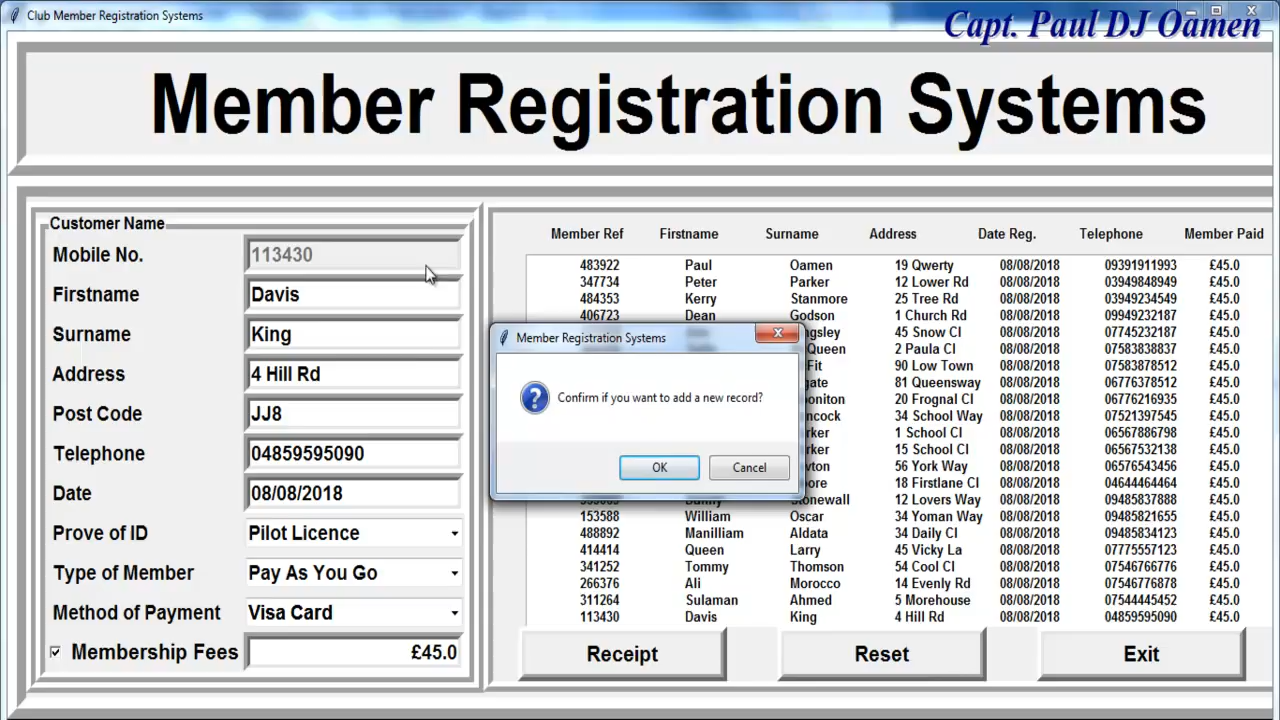 Club Member Registration Systems
Capt. Paul DJ Oamen
Member Registration Systems
Customer Name
Mobile No. 113430
Firstname Davis
Surname King
Address 4 Hill Rd
Post Code JJ8
Telephone 04859595090
Date 08/08/2018
Prove of ID Pilot Licence
Type of Member Pay As You Go
Method of Payment Visa Card
Membership Fees £45.0
Member Ref Firstname Surname Address Date Reg. Telephone Member Paid
483922 Paul Oamen 19 Qwerty 08/08/2018 09391911993 £45.0
347734 Peter Parker 12 Lower Rd 08/08/2018 03949848949 £45.0
484353 Kerry Stanmore 25 Tree Rd 08/08/2018 03949234549 £45.0
406723 Dean Godson 1 Church Rd 08/08/2018 09949232187 £45.0
45 Snow Cl 08/08/2018 07745232187 £45.0
Queen 2 Paula Cl 08/08/2018 07583838837 £45.0
Fit 90 Low Town 08/08/2018 07583878512 £45.0
81 Queensway 08/08/2018 06776378512 £45.0
20 Frognal Cl 08/08/2018 06776216935 £45.0
34 School Way 08/08/2018 07521397545 £45.0
1 School Cl 08/08/2018 06567886798 £45.0
15 School Cl 08/08/2018 06567532138 £45.0
56 York Way 08/08/2018 06576543456 £45.0
18 Firstlane Cl 08/08/2018 04644464464 £45.0
Stonewall 12 Lovers Way 08/08/2018 09485837888 £45.0
153588 William Oscar 34 Yoman Way 08/08/2018 09485821655 £45.0
488892 Manilliam Aldata 34 Daily Cl 08/08/2018 09485834123 £45.0
414414 Queen Larry 45 Vicky La 08/08/2018 07775557123 £45.0
341252 Tommy Thomson 54 Cool Cl 08/08/2018 07546766776 £45.0
266376 Ali Morocco 14 Evenly Rd 08/08/2018 07546776878 £45.0
311264 Sulaman Ahmed 5 Morehouse 08/08/2018 07544445452 £45.0
113430 Davis King 4 Hill Rd 08/08/2018 04859595090 £45.0
Member Registration Systems
Confirm if you want to add a new record?
OK Cancel
Receipt Reset Exit